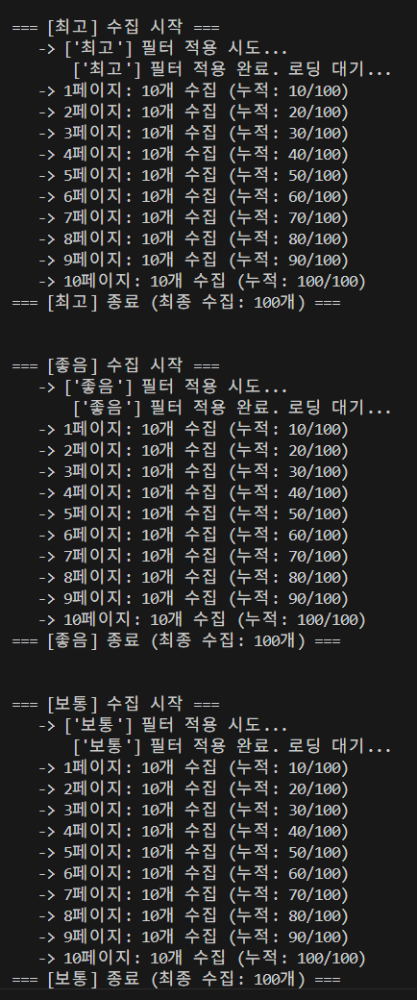 === [최고] 수집 시작 ===
-> ['최고'] 필터 적용 시도...
['최고'] 필터 적용 완료. 로딩 대기...
-> 1페이지: 10개 수집 (누적: 10/100)
-> 2페이지: 10개 수집 (누적: 20/100)
-> 3페이지: 10개 수집 (누적: 30/100)
-> 4페이지: 10개 수집 (누적: 40/100)
-> 5페이지: 10개 수집 (누적: 50/100)
-> 6페이지: 10개 수집 (누적: 60/100)
-> 7페이지: 10개 수집 (누적: 70/100)
-> 8페이지: 10개 수집 (누적: 80/100)
-> 9페이지: 10개 수집 (누적: 90/100)
-> 10페이지: 10개 수집 (누적: 100/100)
=== [최고] 종료 (최종 수집: 100개) ===
=== [좋음] 수집 시작 ===
-> ['좋음'] 필터 적용 시도...
['좋음'] 필터 적용 완료. 로딩 대기...
-> 1페이지: 10개 수집 (누적: 10/100)
-> 2페이지: 10개 수집 (누적: 20/100)
-> 3페이지: 10개 수집 (누적: 30/100)
-> 4페이지: 10개 수집 (누적: 40/100)
-> 5페이지: 10개 수집 (누적: 50/100)
-> 6페이지: 10개 수집 (누적: 60/100)
-> 7페이지: 10개 수집 (누적: 70/100)
-> 8페이지: 10개 수집 (누적: 80/100)
-> 9페이지: 10개 수집 (누적: 90/100)
-> 10페이지: 10개 수집 (누적: 100/100)
=== [좋음] 종료 (최종 수집: 100개) ===
=== [보통] 수집 시작 ===
-> ['보통'] 필터 적용 시도...
['보통'] 필터 적용 완료. 로딩 대기...
-> 1페이지: 10개 수집 (누적: 10/100)
-> 2페이지: 10개 수집 (누적: 20/100)
-> 3페이지: 10개 수집 (누적: 30/100)
-> 4페이지: 10개 수집 (누적: 40/100)
-> 5페이지: 10개 수집 (누적: 50/100)
-> 6페이지: 10개 수집 (누적: 60/100)
-> 7페이지: 10개 수집 (누적: 70/100)
-> 8페이지: 10개 수집 (누적: 80/100)
-> 9페이지: 10개 수집 (누적: 90/100)
-> 10페이지: 10개 수집 (누적: 100/100)
=== [보통] 종료 (최종 수집: 100개) ===